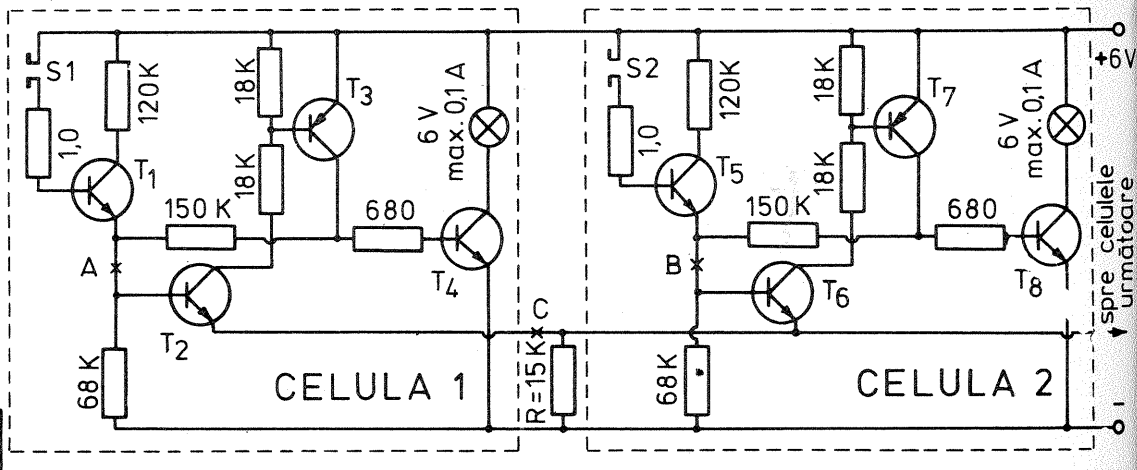 S1
120K
18K
T3
6V
max. 0,1 A
1,0
T1
18K
150 K
680
A
T4
T2
C
68K
CELULA 1
R=15K
S2
120K
18K
T7
6V
max. 0,1 A
+6V
1,0
T5
18K
150K
680
B
T6
T8
68K
CELULA 2
spre celulele
următoare
-